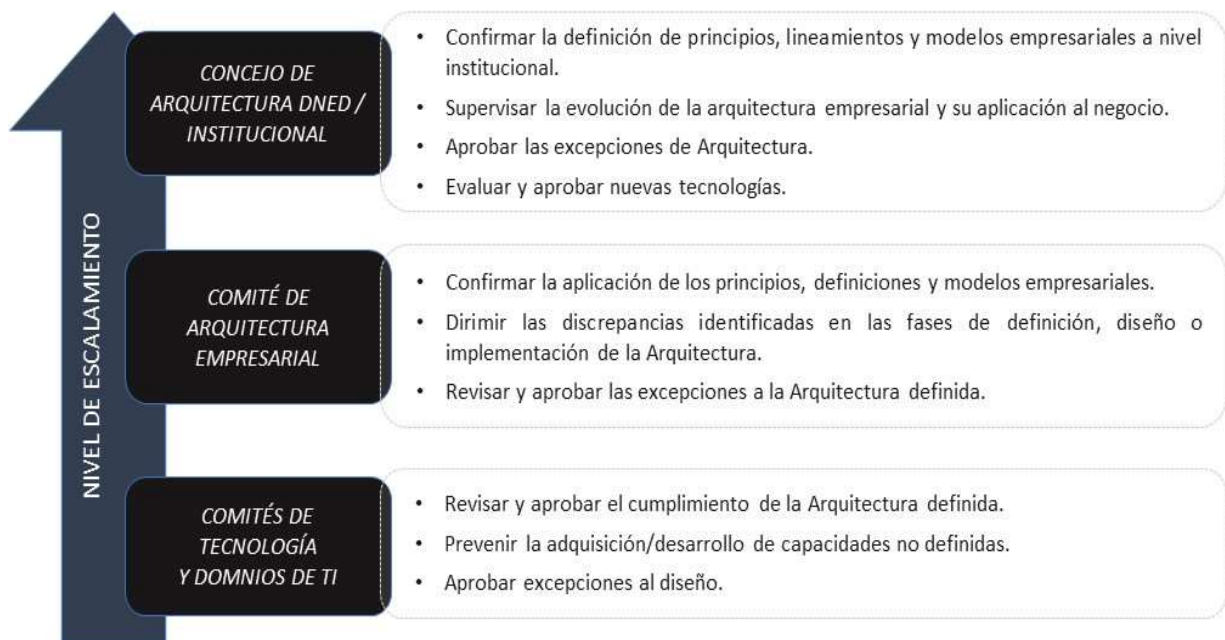 NIVEL DE ESCALAMIENTO
CONCEJO DE
ARQUITECTURA DNED /
INSTITUCIONAL
• Confirmar la definición de principios, lineamientos y modelos empresariales a nivel
institucional.
• Supervisar la evolución de la arquitectura empresarial y su aplicación al negocio.
• Aprobar las excepciones de Arquitectura.
• Evaluar y aprobar nuevas tecnologías.
COMITÉ DE
ARQUITECTURA
EMPRESARIAL
• Confirmar la aplicación de los principios, definiciones y modelos empresariales.
• Dirimir las discrepancias identificadas en las fases de definición, diseño o
implementación de la Arquitectura.
• Revisar y aprobar las excepciones a la Arquitectura definida.
COMITÉS DE
TECNOLOGÍA
Y DOMNIOS DE TI
• Revisar y aprobar el cumplimiento de la Arquitectura definida.
• Prevenir la adquisición/desarrollo de capacidades no definidas.
• Aprobar excepciones al diseño.